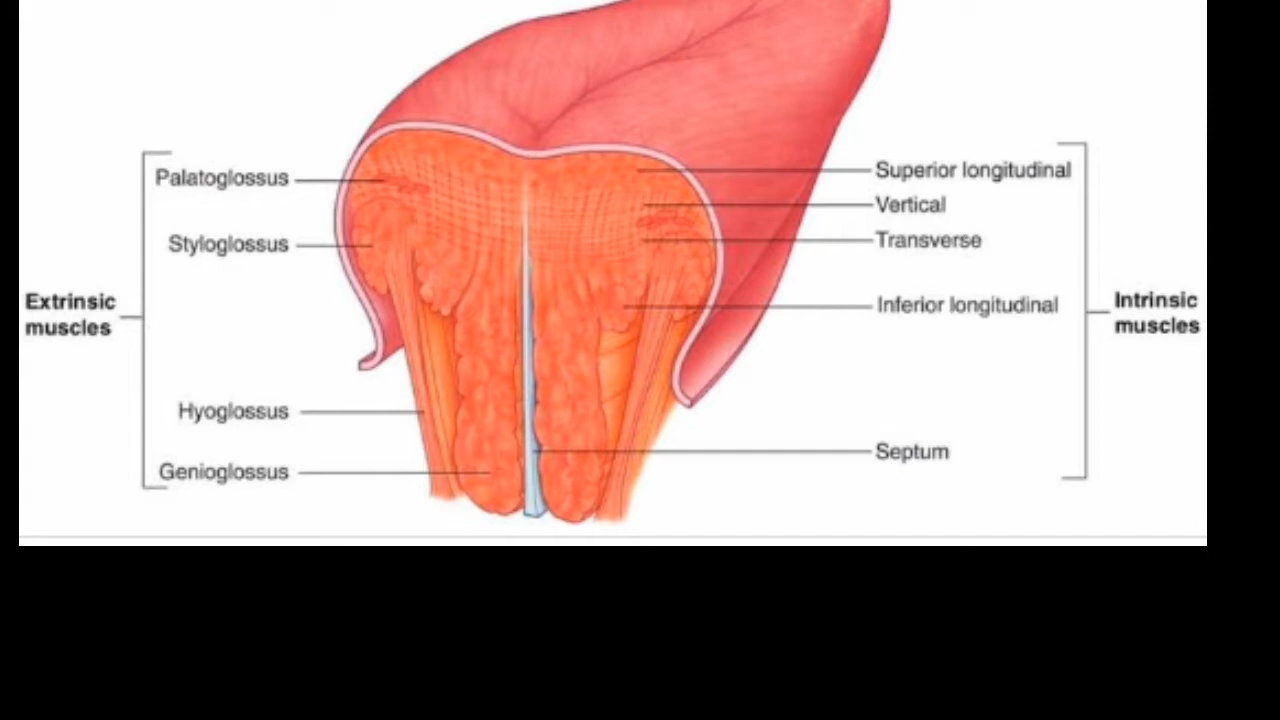 Palatoglossus
Styloglossus
Extrinsic
muscles
Hyoglossus
Genioglossus
Superior longitudinal
Vertical
Transverse
Inferior longitudinal
Intrinsic
muscles
Septum